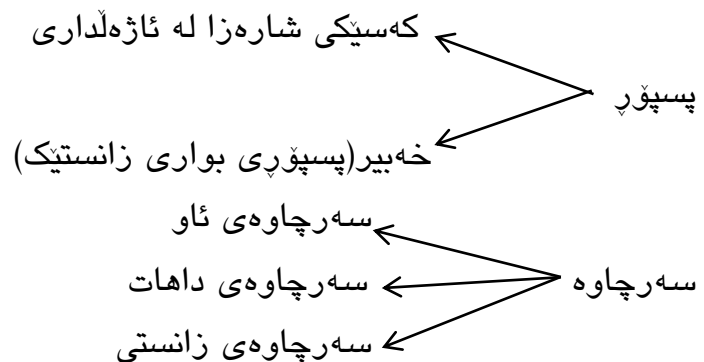 کەسێکی شارەزا لە ئاژەڵداری
پسپۆڕ
خەبیر(پسپۆڕی بواری زانستێک)
سەرچاوەی ئاو
سەرچاوە
سەرچاوەی داهات
سەرچاوەی زانستی